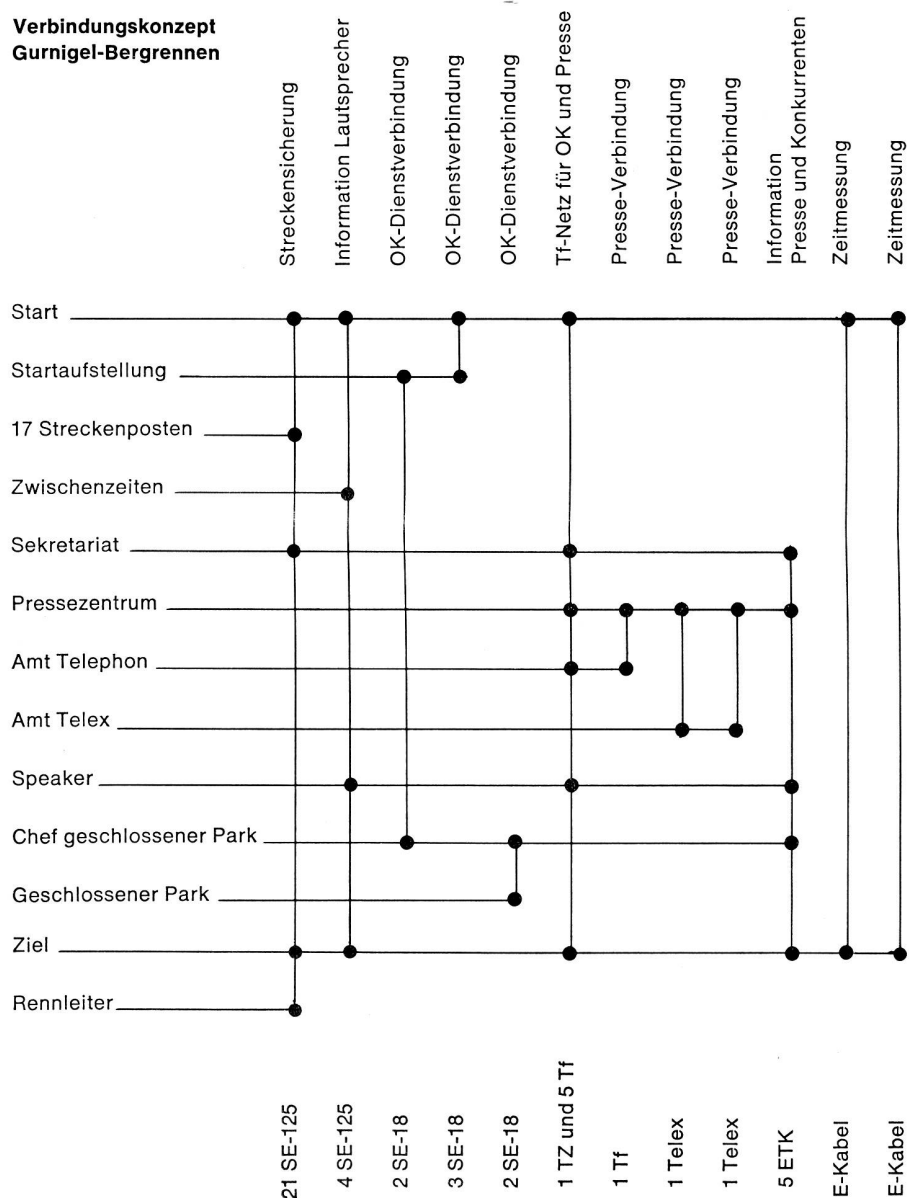 Verbindungskonzept
Gurnigel-Bergrennen
Streckensicherung
Information Lautsprecher
OK-Dienstverbindung
OK-Dienstverbindung
OK-Dienstverbindung
Tf-Netz für OK und Presse
Presse-Verbindung
Presse-Verbindung
Presse-Verbindung
Information
Presse und Konkurrenten
Zeitmessung
Zeitmessung
Start
Startaufstellung
17 Streckenposten
Zwischenzeiten
Sekretariat
Pressezentrum
Amt Telephon
Amt Telex
Speaker
Chef geschlossener Park
Geschlossener Park
Ziel
Rennleiter
21 SE-125
4 SE-125
2 SE-18
3 SE-18
2 SE-18
1 TZ und 5 Tf
1 Tf
1 Telex
1 Telex
5 ETK
E-Kabel
E-Kabel